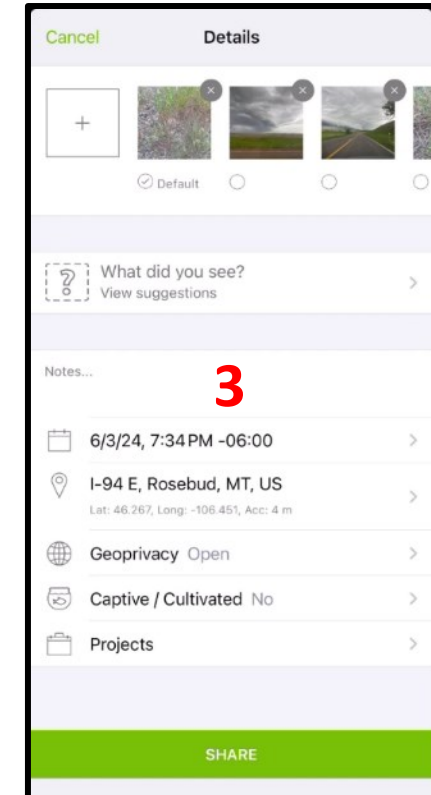 Cancel Details
+
Default
What did you see?
View suggestions
Notes...
3
6/3/24, 7:34 PM -06:00
I-94 E, Rosebud, MT, US
Lat: 46.267, Long: -106.451, Acc: 4 m
Geoprivacy Open
Captive / Cultivated No
Projects
SHARE